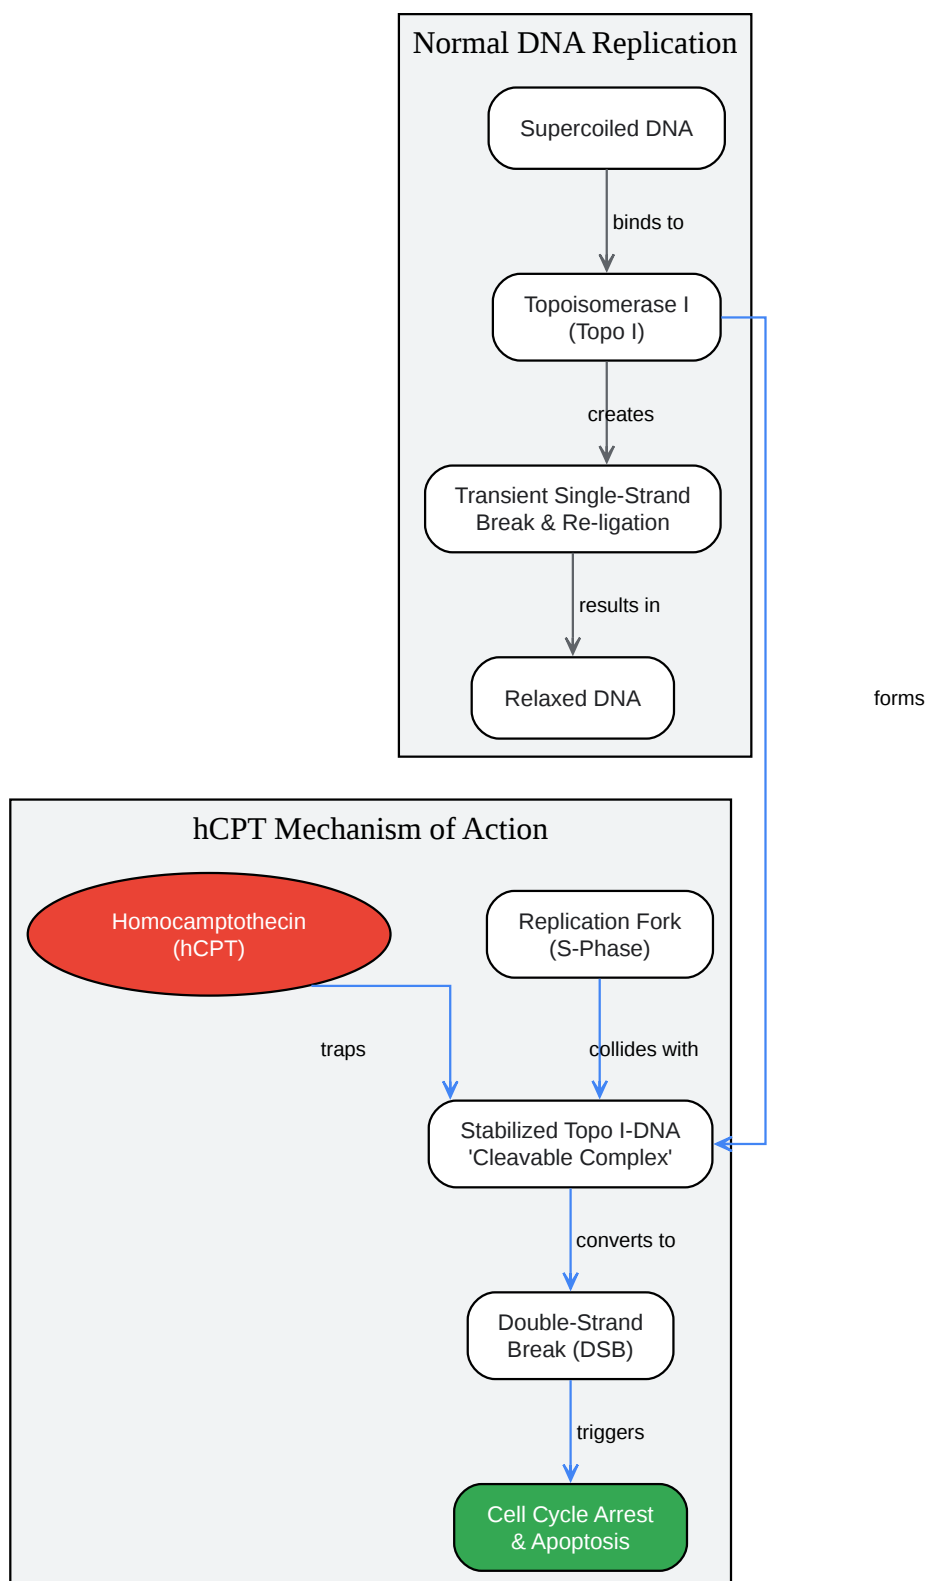 Normal DNA Replication
Supercoiled DNA
binds to
Topoisomerase I
(Topo I)
creates
Transient Single-Strand
Break & Re-ligation
results in
Relaxed DNA
forms
hCPT Mechanism of Action
Homocamptothecin
(hCPT)
Replication Fork
(S-Phase)
traps
collides with
Stabilized Topo I-DNA
'Cleavable Complex'
converts to
Double-Strand
Break (DSB)
triggers
Cell Cycle Arrest
& Apoptosis